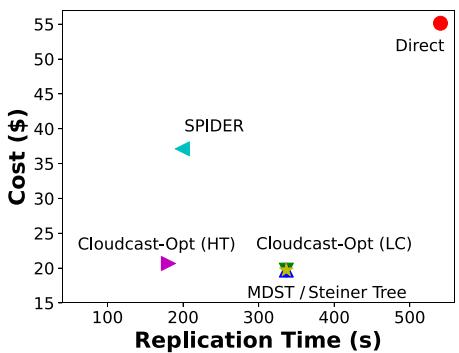 55
50
45
40
35
30
25
20
15
Cost ($)
Direct
SPIDER
Cloudcast-Opt (HT)
Cloudcast-Opt (LC)
MDST / Steiner Tree
100 200 300 400 500
Replication Time (s)